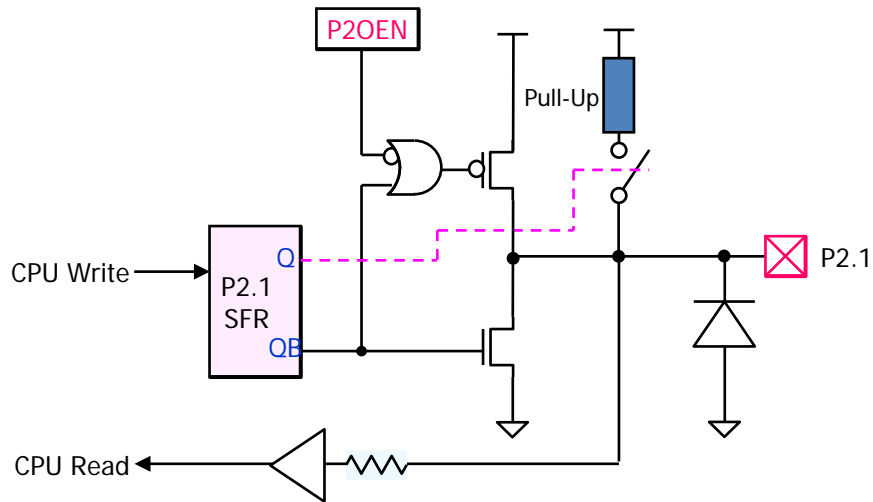 P2OEN
Pull-Up
CPU Write
Q
P2.1
SFR
QB
P2.1
CPU Read